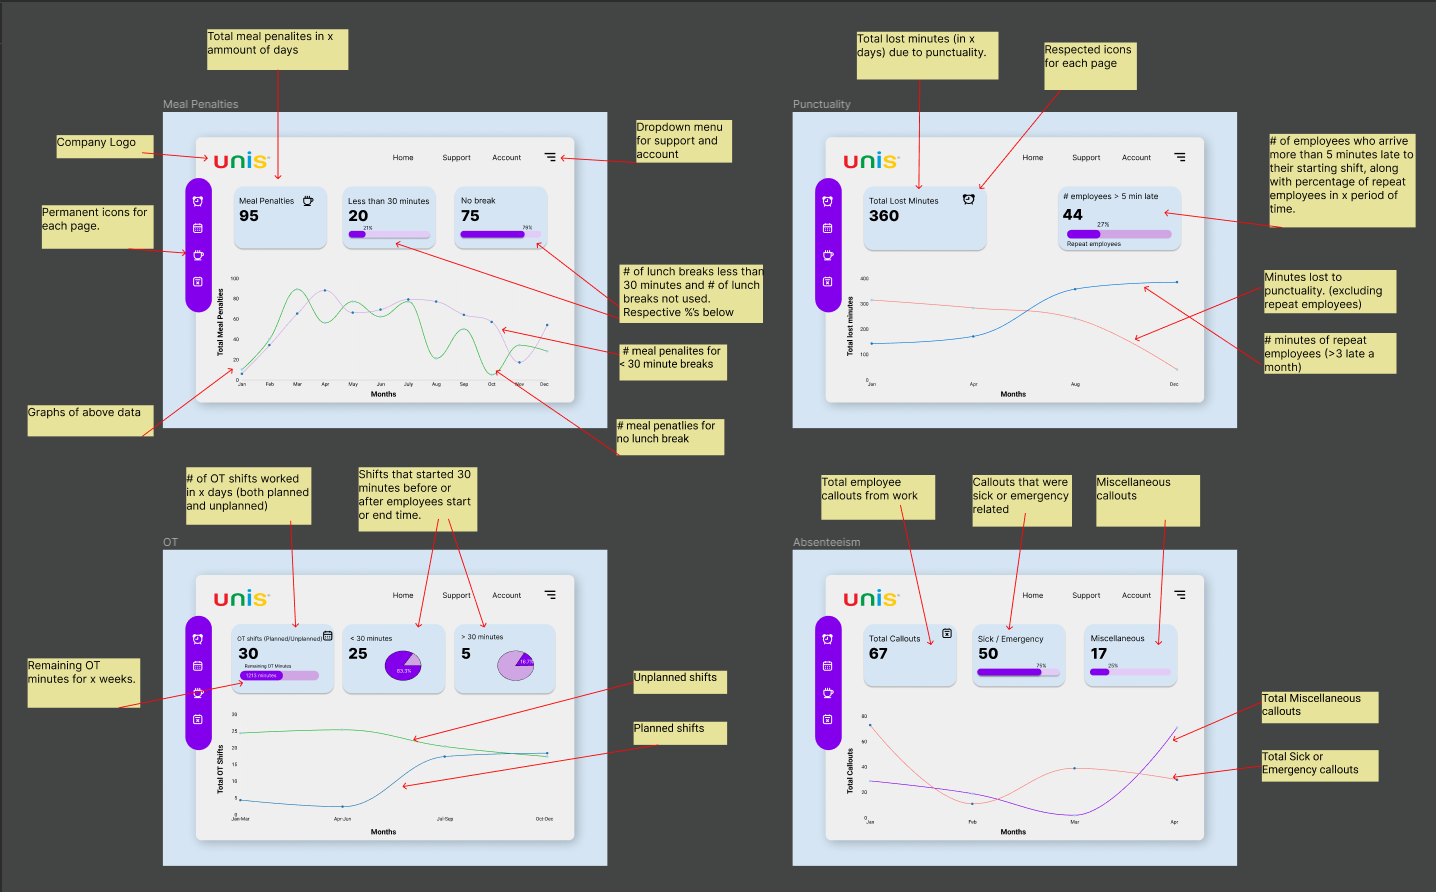 Total meal penalites in x
ammount of days
Total lost minutes (in x
days) due to punctuality.
Respected icons
for each page
Meal Penalties
Punctuality
Company Logo
Dropdown menu
for support and
account
# of employees who arrive
more than 5 minutes late to
their starting shift, along
with percentage of repeat
employees in x period of
time.
Permanent icons for
each page.
unis
Home
Support
Account
Meal Penalties
95
Less than 30 minutes
20
21%
No break
75
79%
Total Meal Penalties
100
80
60
40
20
0
Jan
Feb
Mar
Apr
May
Jun
July
Aug
Sep
Oct
Nov
Dec
Months
# of lunch breaks less than
30 minutes and # of lunch
breaks not used.
Respective %'s below
# meal penalites for
< 30 minute breaks
# meal penatlies for
no lunch break
Graphs of above data
unis
Home
Support
Account
Total Lost Minutes
360
# employees > 5 min late
44
27%
Repeat employees
Total lost minutes
400
300
200
100
0
Jan
Apr
Aug
Dec
Months
Minutes lost to
punctuality. (excluding
repeat employees)
# minutes of repeat
employees (>3 late a
month)
# of OT shifts worked
in x days (both planned
and unplanned)
Shifts that started 30
minutes before or
after employees start
or end time.
OT
Remaining OT
minutes for x weeks.
unis
Home
Support
Account
OT shifts (Planned/Unplanned)
30
Remaining OT Minutes
1213 minutes
< 30 minutes
25
83.3%
> 30 minutes
5
16.7%
Total OT Shifts
30
25
20
15
10
5
0
Jan-Mar
Apr-Jun
Jul-Sep
Oct-Dec
Months
Unplanned shifts
Planned shifts
Total employee
callouts from work
Callouts that were
sick or emergency
related
Miscellaneous
callouts
Absenteeism
unis
Home
Support
Account
Total Callouts
67
Sick / Emergency
50
75%
Miscellaneous
17
25%
Total Callouts
80
60
40
20
0
Jan
Feb
Mar
Apr
Months
Total Miscellaneous
callouts
Total Sick or
Emergency callouts